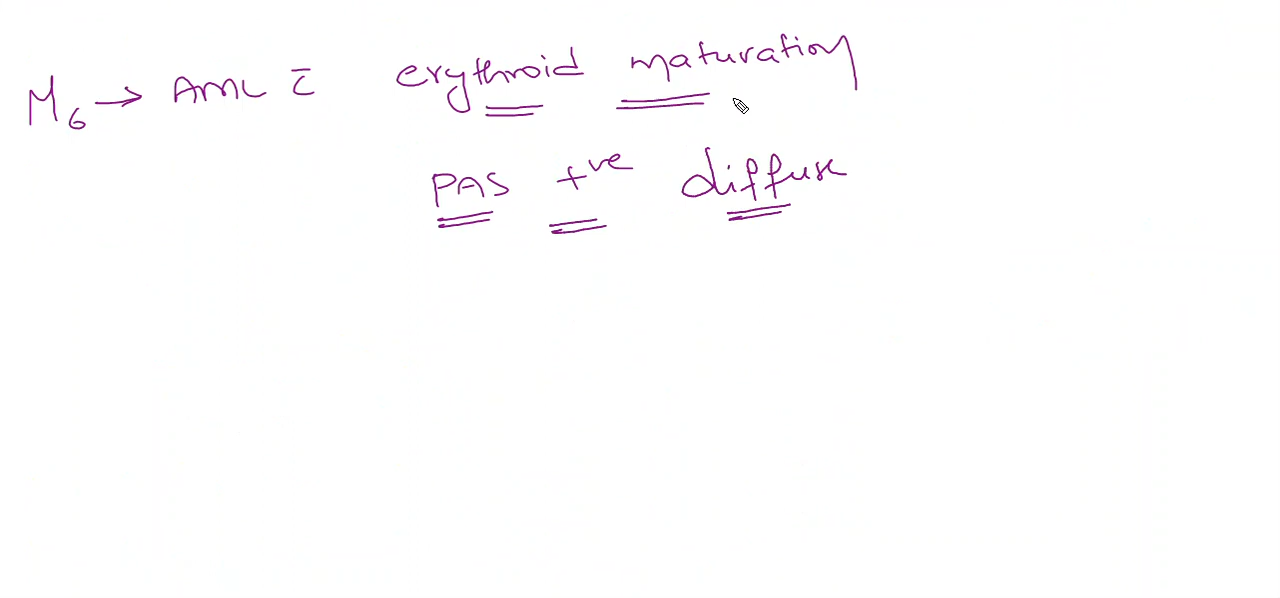 M6 → AML c̄ erythroid maturation
PAS +ve diffuse